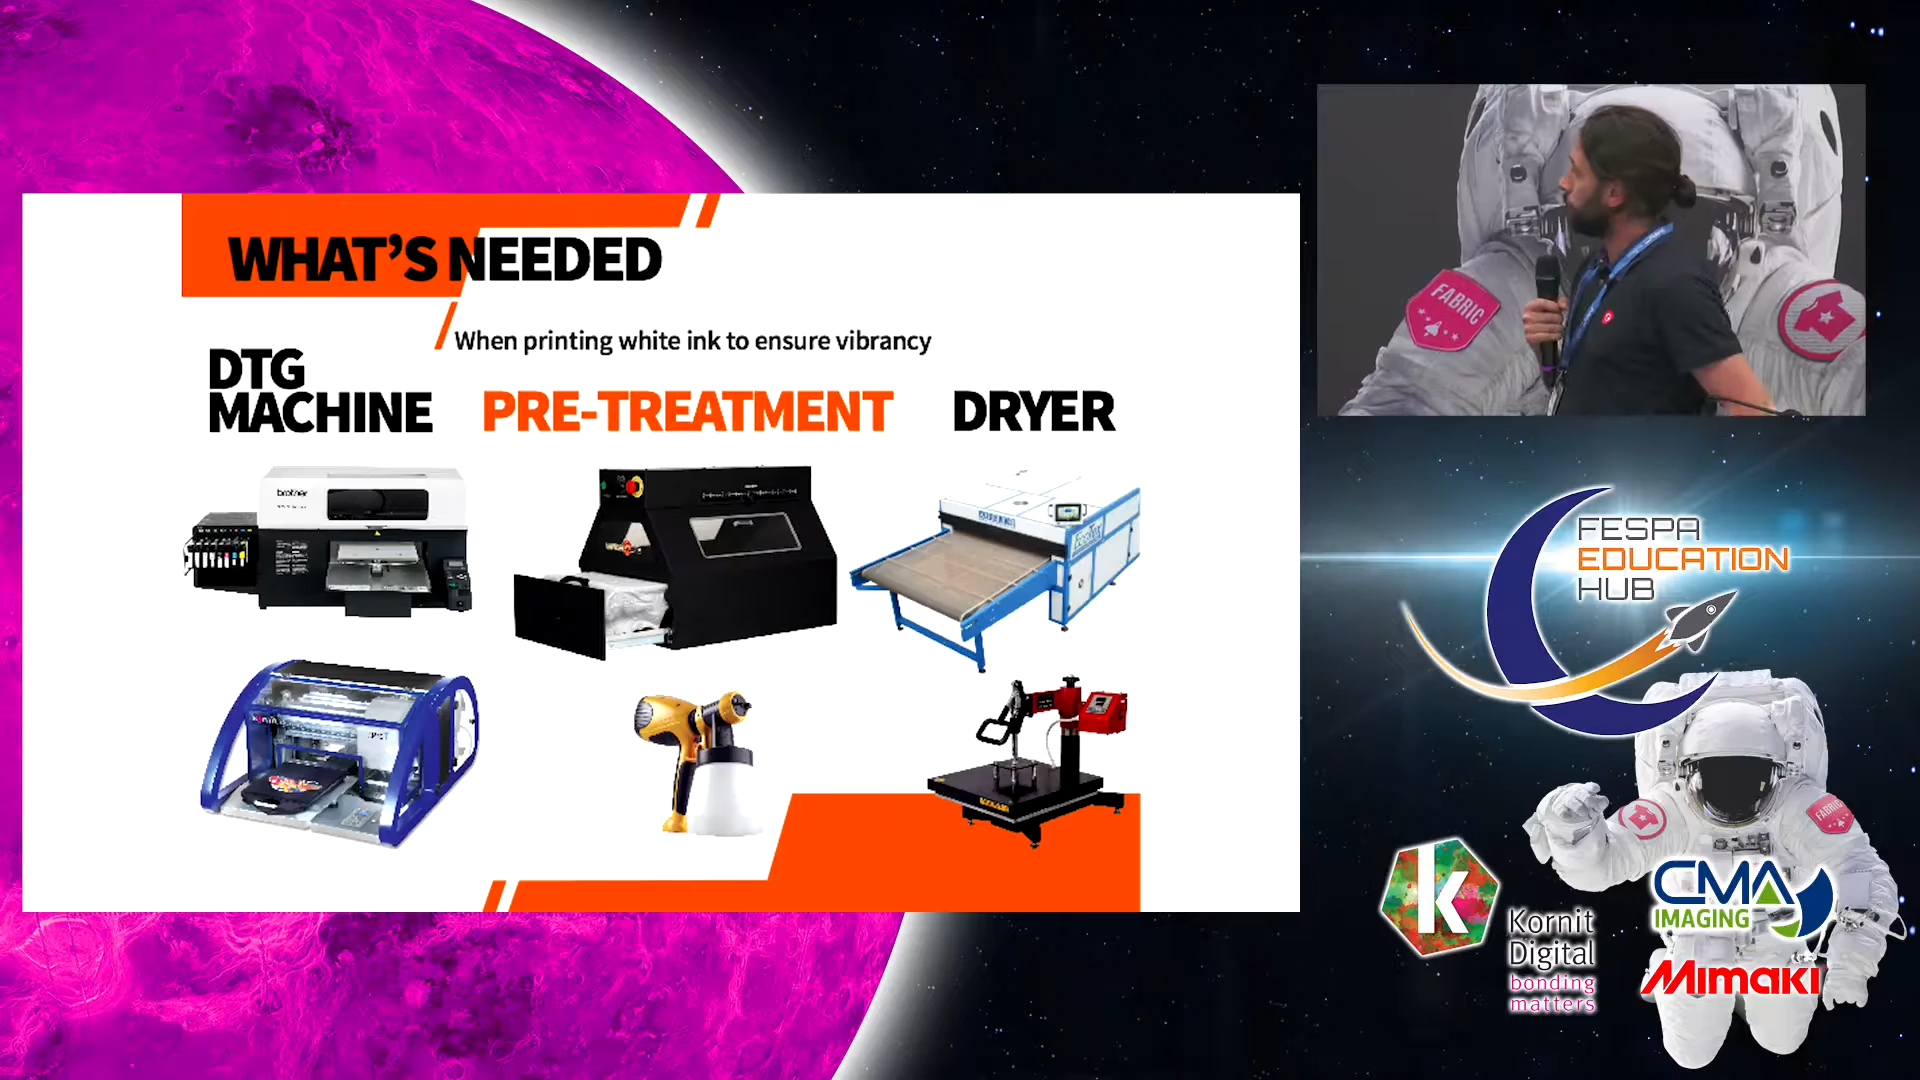 WHAT'S NEEDED
When printing white ink to ensure vibrancy
DTG
MACHINE
PRE-TREATMENT
DRYER
brother
FABRIC
FESPA
EDUCATION
HUB
FABRIC
K
Kornit
Digital
bonding
matters
CMA
IMAGING
Mimaki